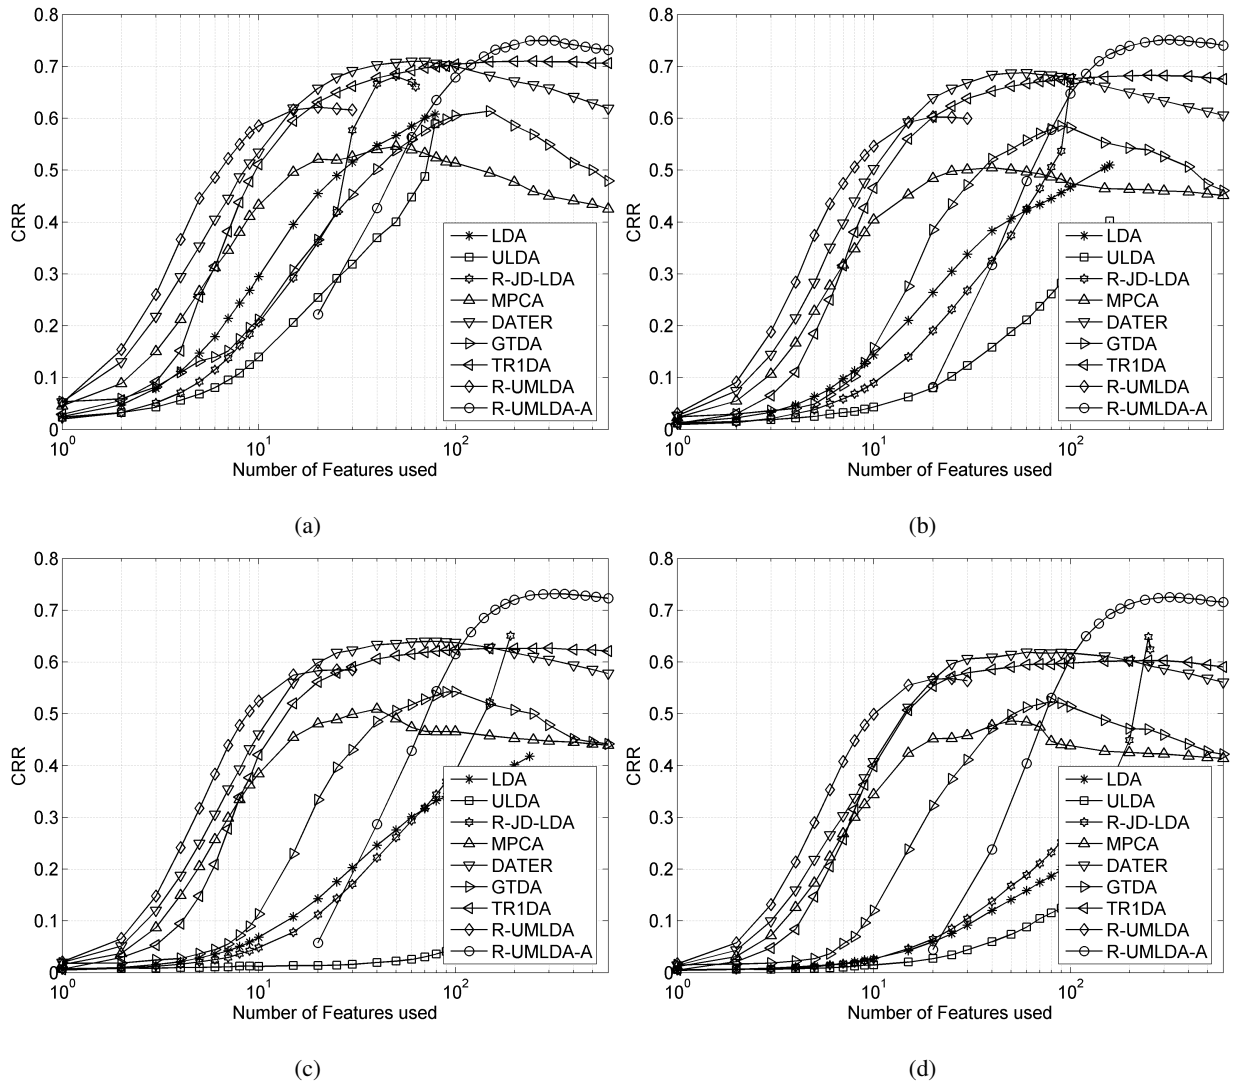 0.8
0.7
0.6
0.5
0.4
0.3
0.2
0.1
0
CRR
10^0
10^1
10^2
Number of Features used
LDA
ULDA
R-JD-LDA
MPCA
DATER
GTDA
TR1DA
R-UMLDA
R-UMLDA-A
(a)
0.8
0.7
0.6
0.5
0.4
0.3
0.2
0.1
0
CRR
10^0
10^1
10^2
Number of Features used
LDA
ULDA
R-JD-LDA
MPCA
DATER
GTDA
TR1DA
R-UMLDA
R-UMLDA-A
(b)
0.8
0.7
0.6
0.5
0.4
0.3
0.2
0.1
0
CRR
10^0
10^1
10^2
Number of Features used
LDA
ULDA
R-JD-LDA
MPCA
DATER
GTDA
TR1DA
R-UMLDA
R-UMLDA-A
(c)
0.8
0.7
0.6
0.5
0.4
0.3
0.2
0.1
0
CRR
10^0
10^1
10^2
Number of Features used
LDA
ULDA
R-JD-LDA
MPCA
DATER
GTDA
TR1DA
R-UMLDA
R-UMLDA-A
(d)